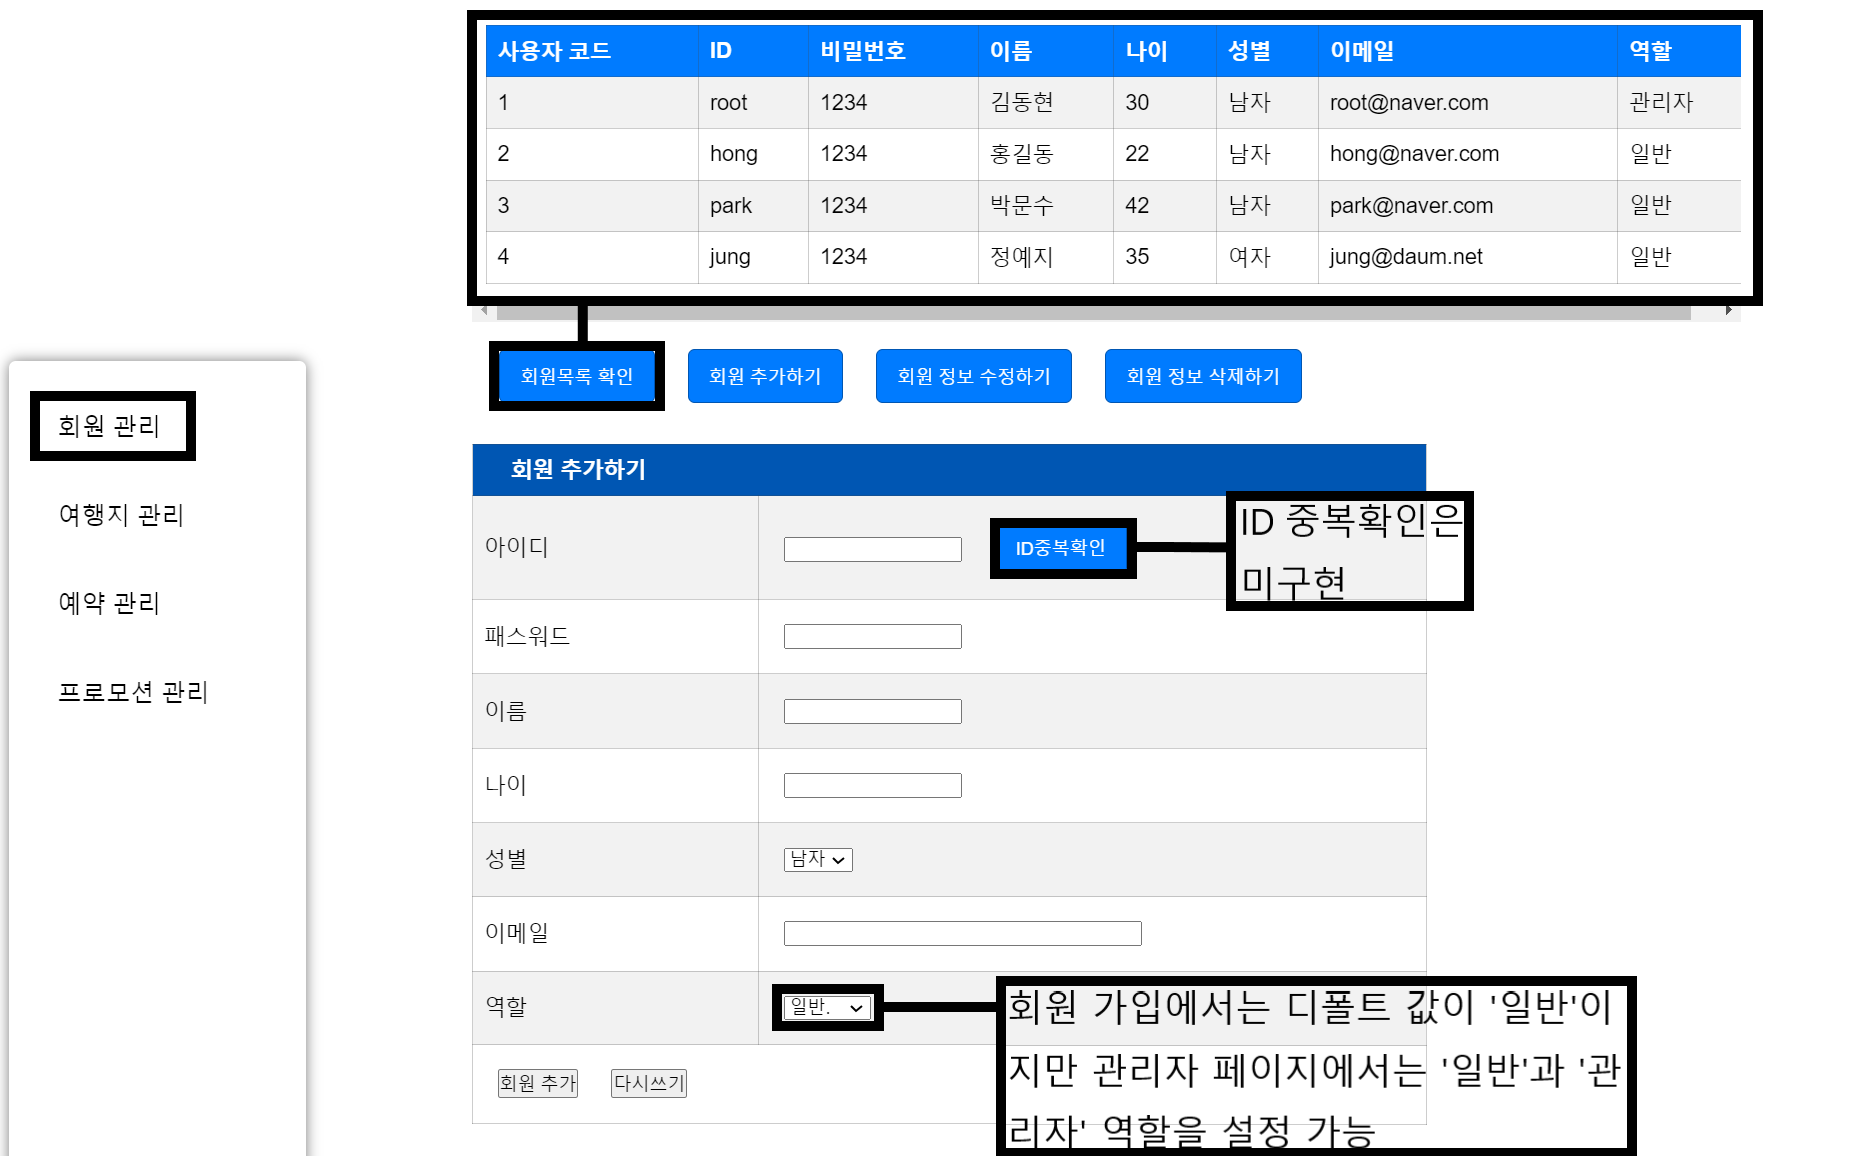 사용자 코드 ID 비밀번호 이름 나이 성별 이메일 역할
1 root 1234 김동현 30 남자 root@naver.com 관리자
2 hong 1234 홍길동 22 남자 hong@naver.com 일반
3 park 1234 박문수 42 남자 park@naver.com 일반
4 jung 1234 정예지 35 여자 jung@daum.net 일반
회원목록 확인 회원 추가하기 회원 정보 수정하기 회원 정보 삭제하기
회원 관리
여행지 관리
예약 관리
프로모션 관리
회원 추가하기
아이디 ID중복확인
ID 중복확인은
미구현
패스워드
이름
나이
성별 남자
이메일
역할 일반.
회원 가입에서는 디폴트 값이 '일반'이
지만 관리자 페이지에서는 '일반'과 '관
리자' 역할을 설정 가능
회원 추가 다시쓰기